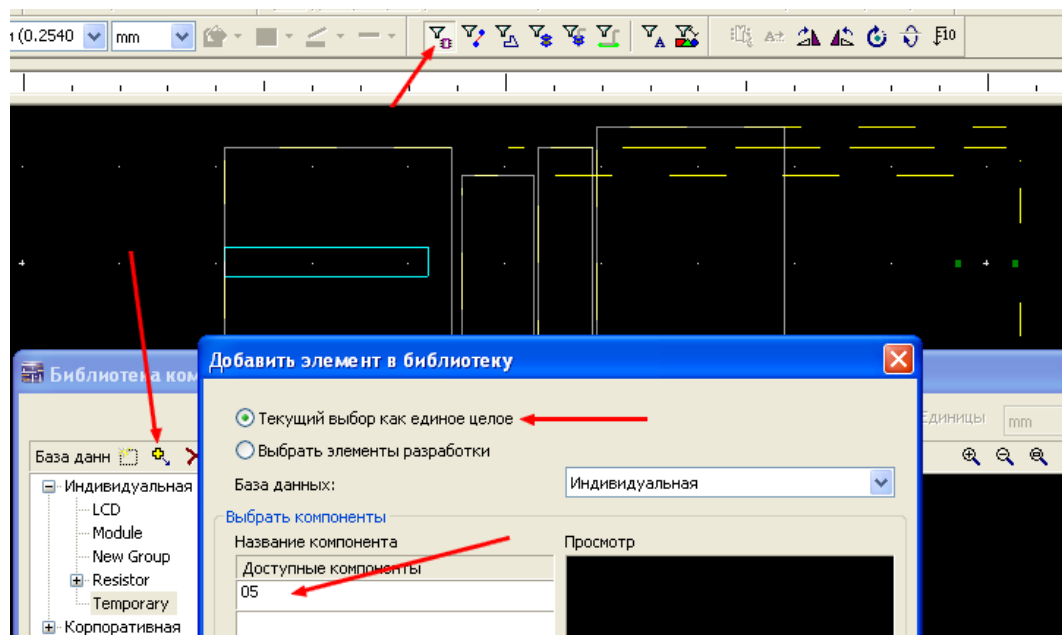 (0.2540 mm
A F10
Добавить элемент в библиотеку
Библиотека ком
Текущий выбор как единое целое
Единицы mm
Выбрать элементы разработки
База данн
База данных: Индивидуальная
Индивидуальная
LCD
Module
New Group
Resistor
Temporary
Корпоративная
Выбрать компоненты
Название компонента Просмотр
Доступные компоненты
05